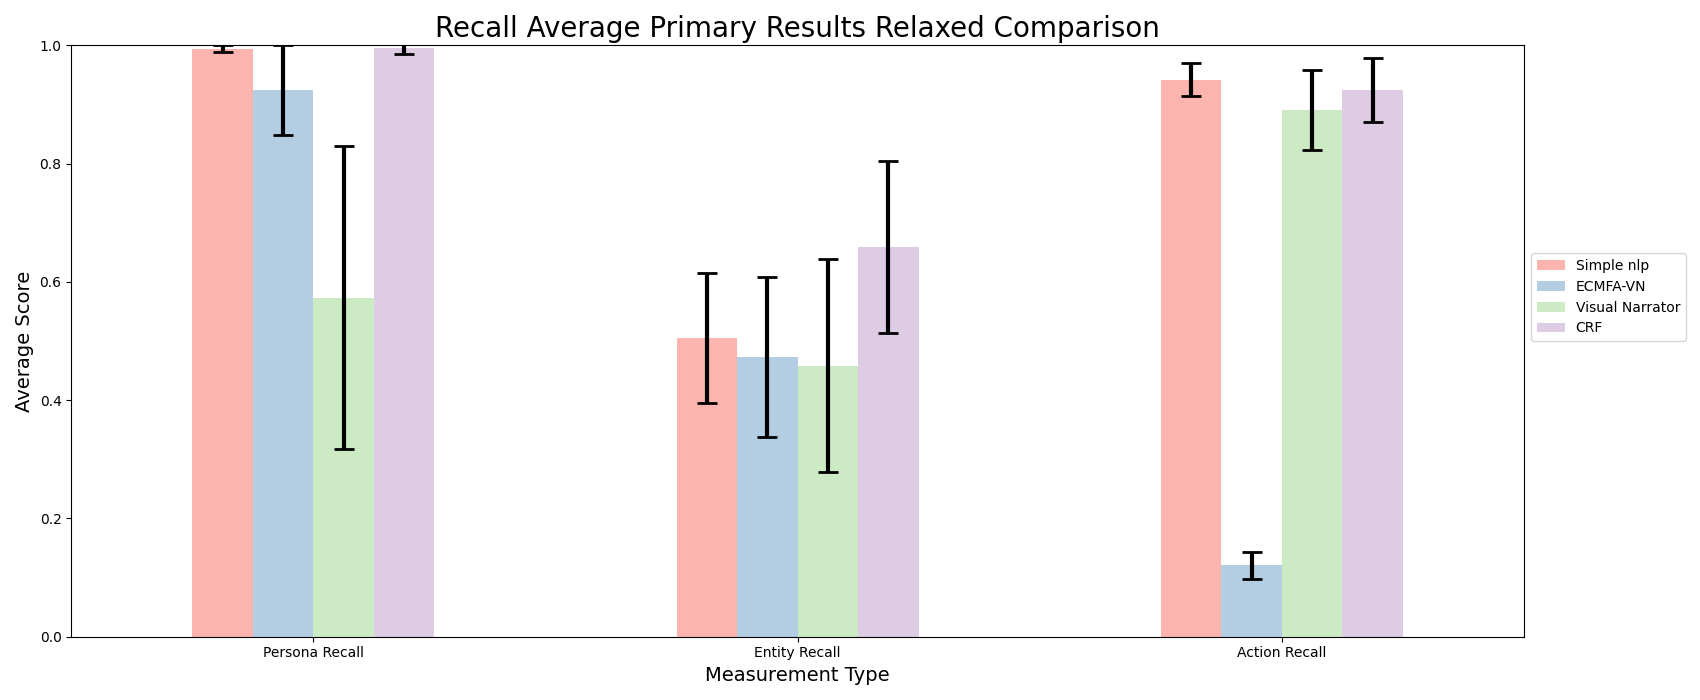 Recall Average Primary Results Relaxed Comparison
Average Score
1.0
0.8
0.6
0.4
0.2
0.0
Persona Recall
Entity Recall
Action Recall
Measurement Type
Simple nlp
ECMFA-VN
Visual Narrator
CRF